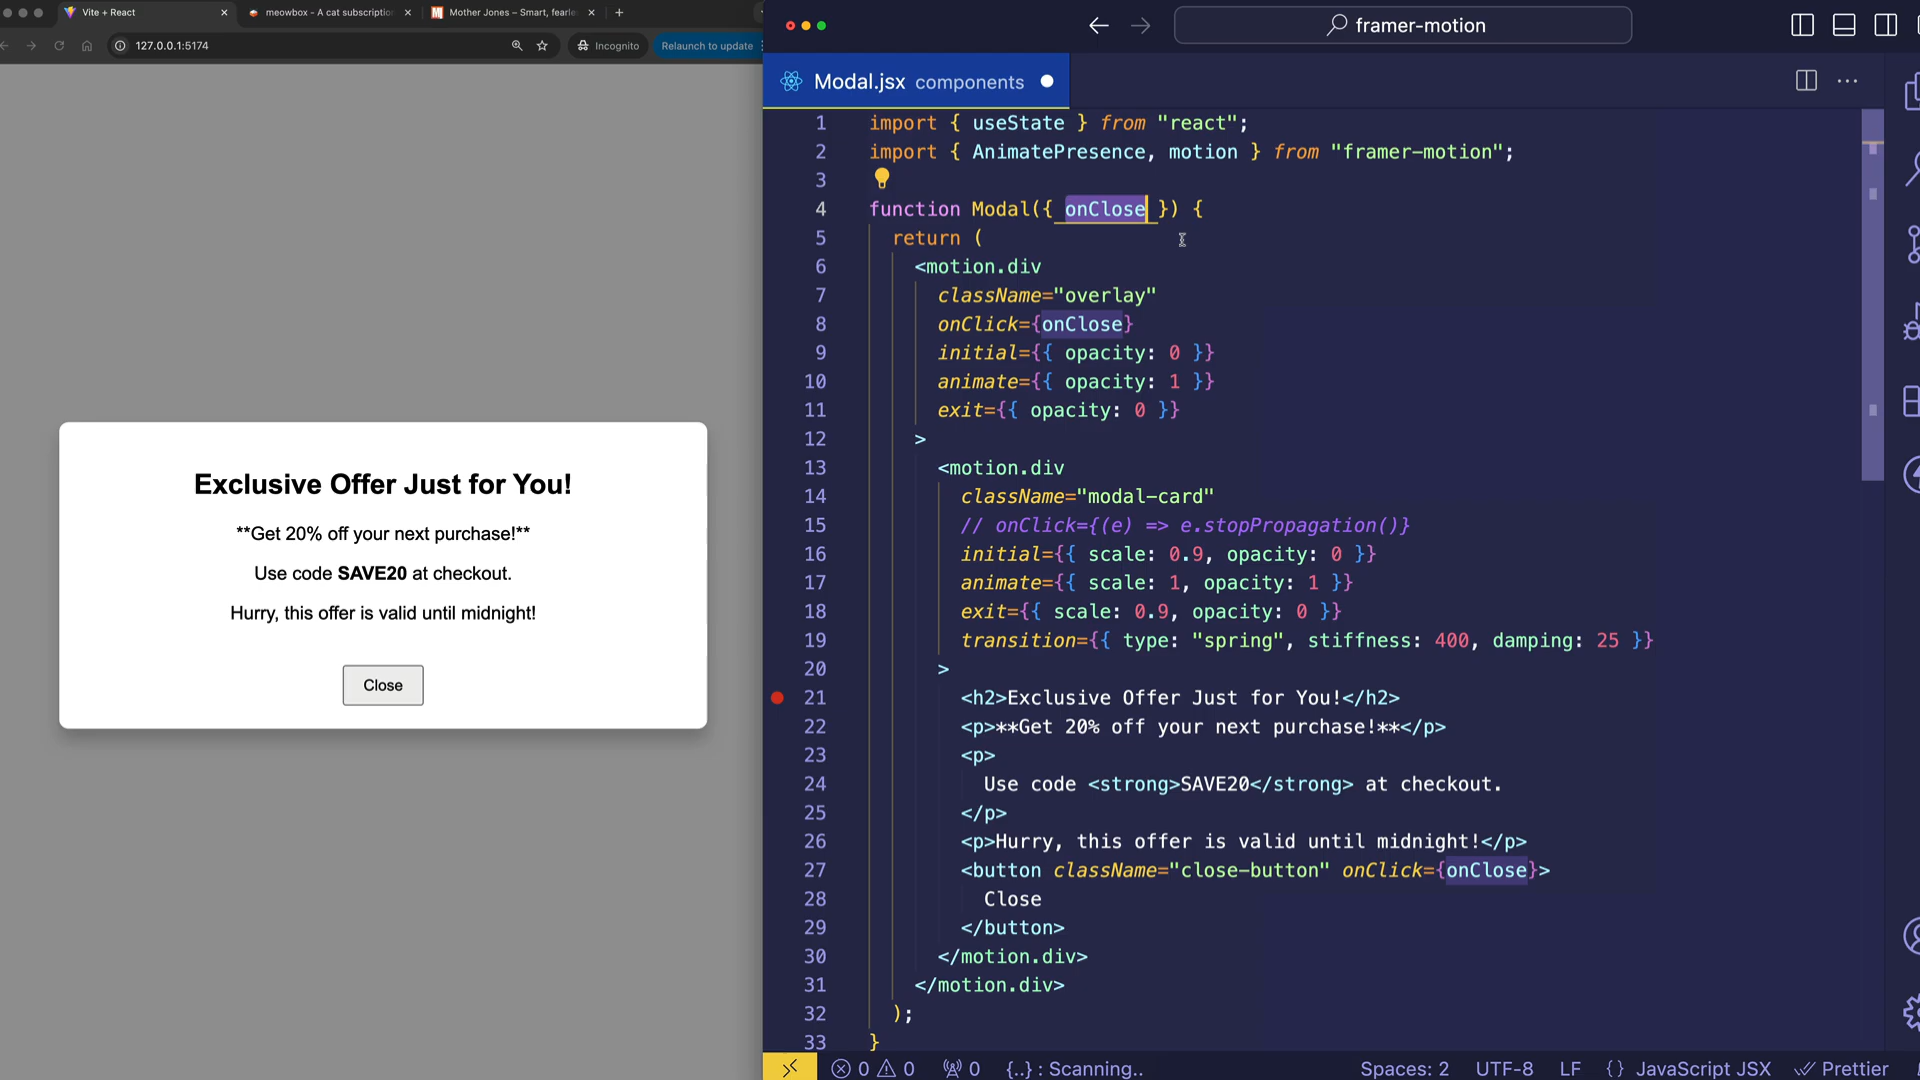 Vite + React
meowbox - A cat subscription
Mother Jones – Smart, fearle
127.0.0.1:5174
Incognito
Relaunch to update
Exclusive Offer Just for You!
**Get 20% off your next purchase!**
Use code SAVE20 at checkout.
Hurry, this offer is valid until midnight!
Close
framer-motion
Modal.jsx components
1 import { useState } from "react";
2 import { AnimatePresence, motion } from "framer-motion";
3
4 function Modal({ onClose }) {
5 return (
6 <motion.div
7 className="overlay"
8 onClick={onClose}
9 initial={{ opacity: 0 }}
10 animate={{ opacity: 1 }}
11 exit={{ opacity: 0 }}
12 >
13 <motion.div
14 className="modal-card"
15 // onClick={(e) => e.stopPropagation()}
16 initial={{ scale: 0.9, opacity: 0 }}
17 animate={{ scale: 1, opacity: 1 }}
18 exit={{ scale: 0.9, opacity: 0 }}
19 transition={{ type: "spring", stiffness: 400, damping: 25 }}
20 >
21 <h2>Exclusive Offer Just for You!</h2>
22 <p>**Get 20% off your next purchase!**</p>
23 <p>
24 Use code <strong>SAVE20</strong> at checkout.
25 </p>
26 <p>Hurry, this offer is valid until midnight!</p>
27 <button className="close-button" onClick={onClose}>
28 Close
29 </button>
30 </motion.div>
31 </motion.div>
32 );
33 }
0 0 0 {..} : Scanning.. Spaces: 2 UTF-8 LF {} JavaScript JSX Prettier